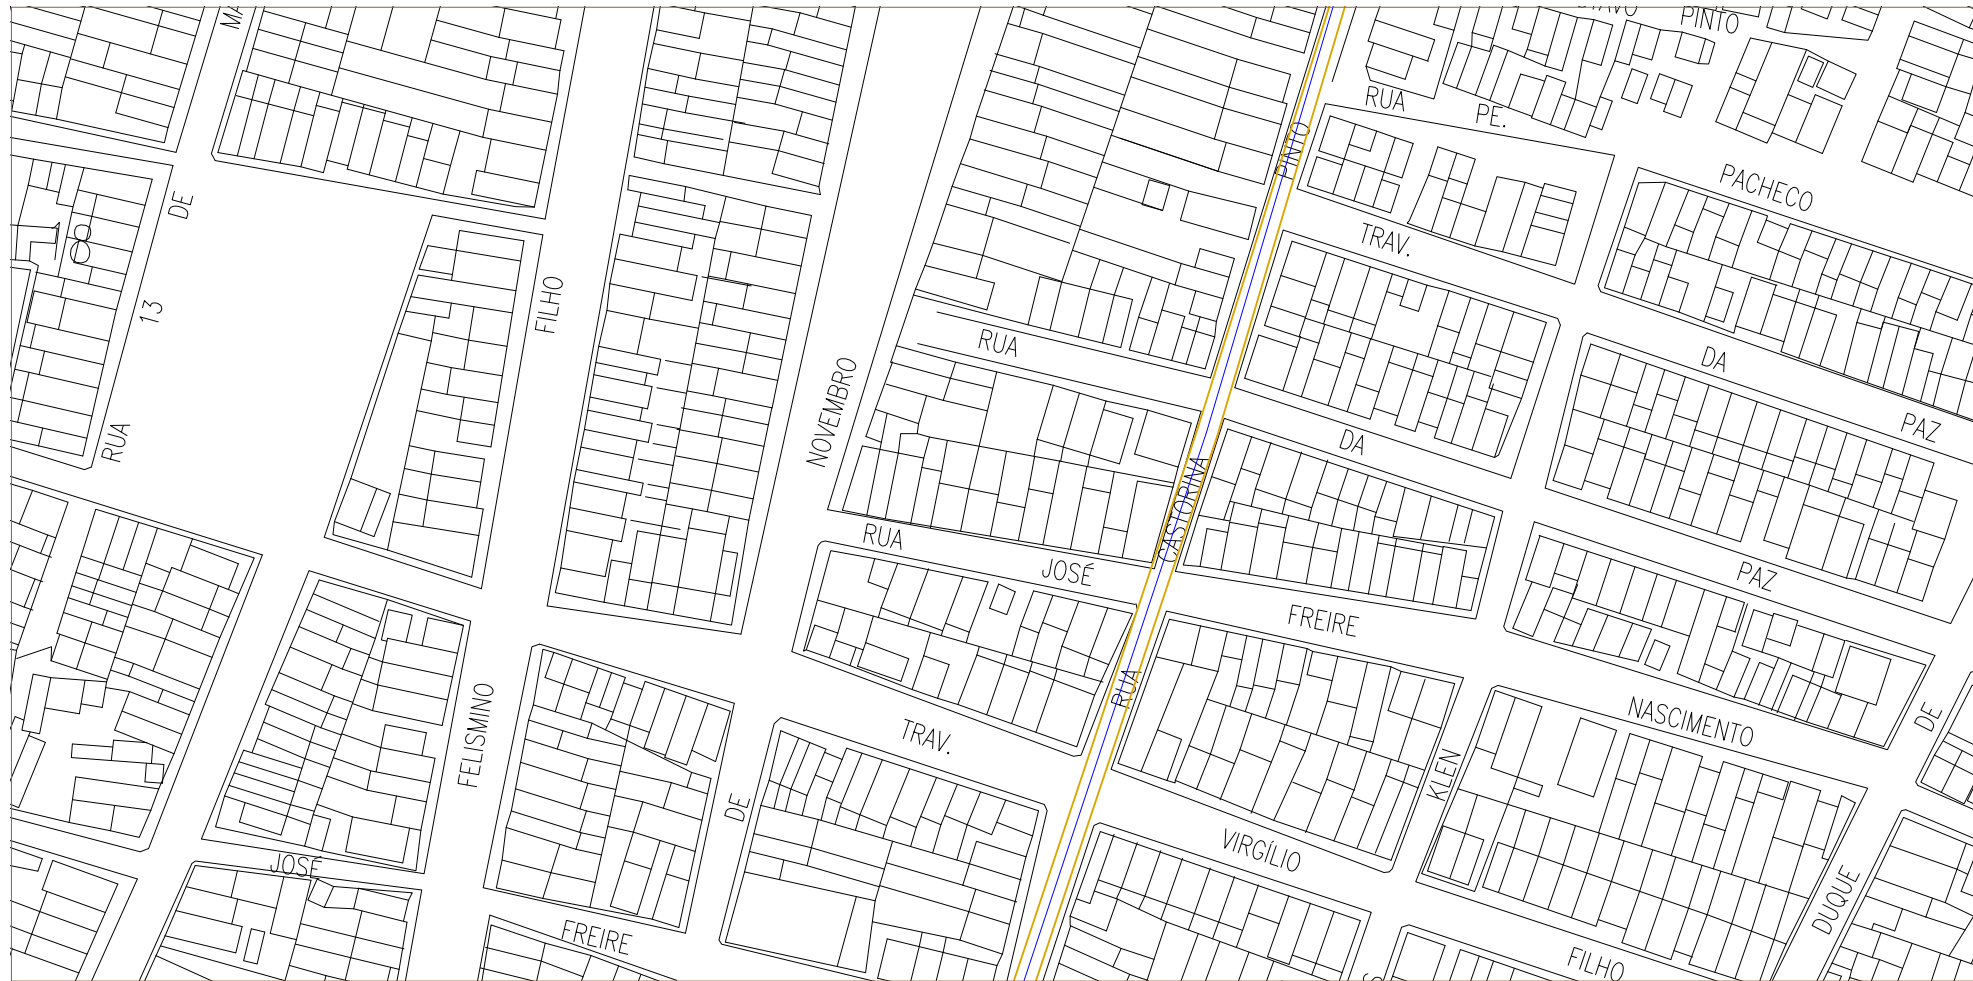 PINTO
RUA
PE.
PINTO
PACHECO
DE
TRAV.
18
FILHO
13
RUA
DA
NOVEMBRO
PAZ
RUA
DA
CASTORINA
RUA
JOSÉ
PAZ
FREIRE
RUA
FELISMINO
NASCIMENTO
DE
TRAV.
KLEN
DE
VIRGÍLIO
JOSÉ
DUQUE
FREIRE
FILHO